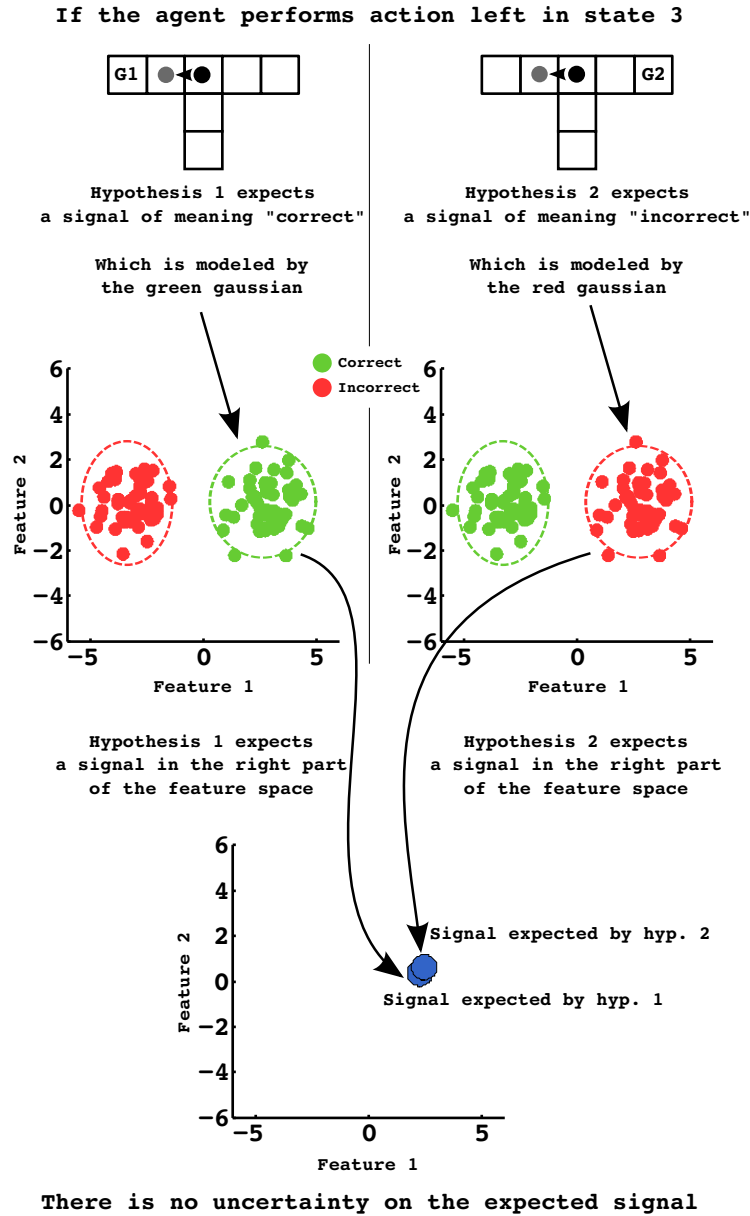 If the agent performs action left in state 3
G1
G2
Hypothesis 1 expects
a signal of meaning "correct"
Hypothesis 2 expects
a signal of meaning "incorrect"
Which is modeled by
the green gaussian
Which is modeled by
the red gaussian
Correct
Incorrect
6
4
2
0
−2
−4
−6
−5
0
5
Feature 2
Feature 1
6
4
2
0
−2
−4
−6
−5
0
5
Feature 2
Feature 1
Hypothesis 1 expects
a signal in the right part
of the feature space
Hypothesis 2 expects
a signal in the right part
of the feature space
6
4
2
0
−2
−4
−6
−5
0
5
Feature 2
Feature 1
Signal expected by hyp. 2
Signal expected by hyp. 1
There is no uncertainty on the expected signal